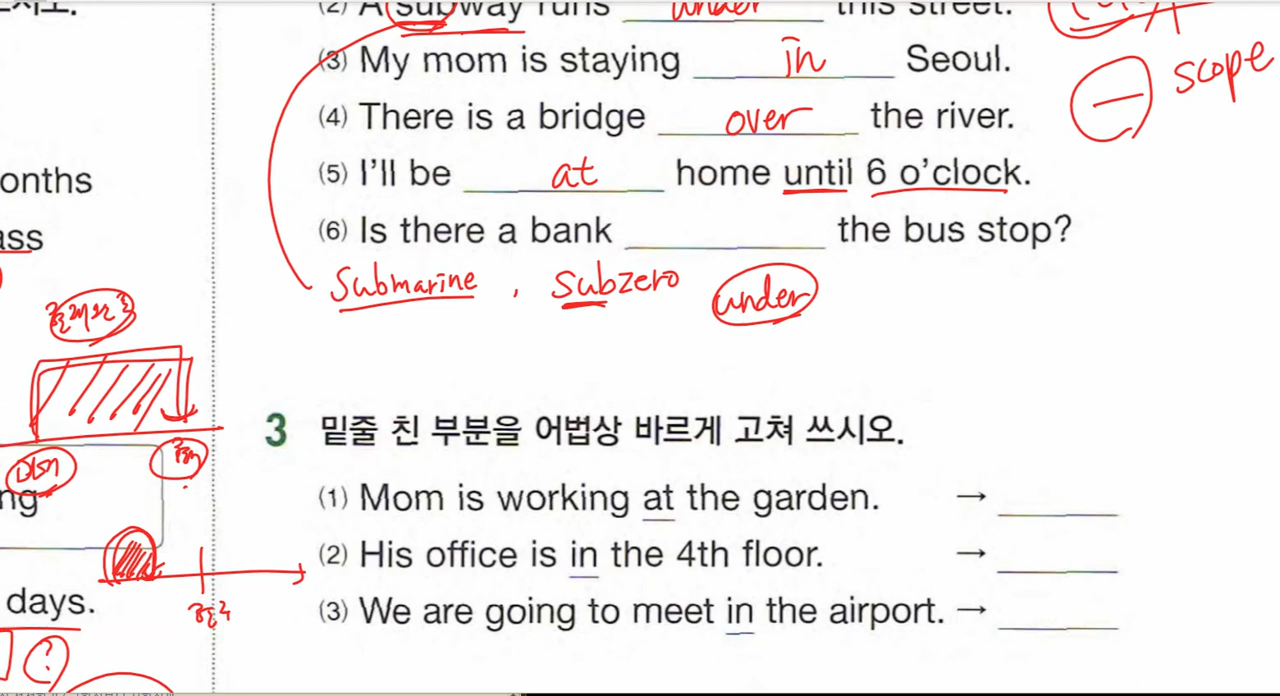 (2) A subway runs under this street.
(3) My mom is staying in Seoul.
scope
(4) There is a bridge over the river.
(5) I'll be at home until 6 o'clock.
(6) Is there a bank ________ the bus stop?
Submarine , Subzero under
onths
ass
3 밑줄 친 부분을 어법상 바르게 고쳐 쓰시오.
(1) Mom is working at the garden. → ________
ng
(2) His office is in the 4th floor. → ________
(3) We are going to meet in the airport. → ________
days.
?